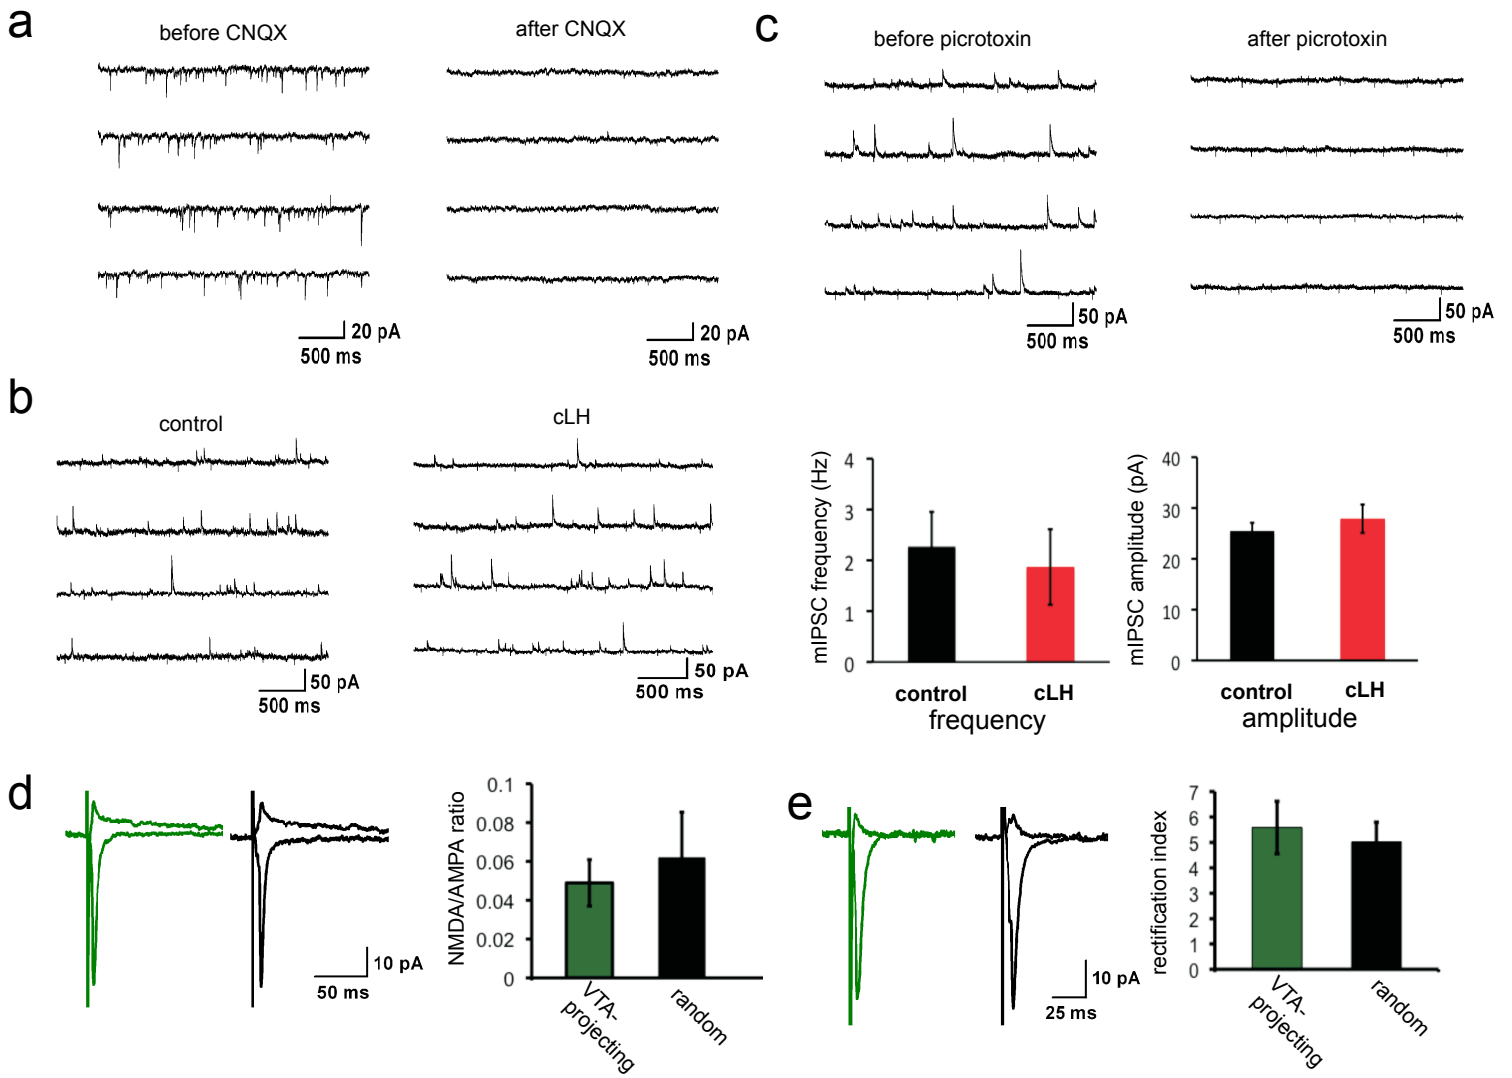 a
before CNQX
after CNQX
20 pA
500 ms
20 pA
500 ms
c
before picrotoxin
after picrotoxin
50 pA
500 ms
50 pA
500 ms
b
control
cLH
50 pA
500 ms
50 pA
500 ms
mIPSC frequency (Hz)
4
3
2
1
0
control
cLH
frequency
mIPSC amplitude (pA)
40
30
20
10
0
control
cLH
amplitude
d
10 pA
50 ms
NMDA/AMPA ratio
0.1
0.08
0.06
0.04
0.02
0
VTA-
projecting
random
e
10 pA
25 ms
rectification index
7
6
5
4
3
2
1
0
VTA-
projecting
random